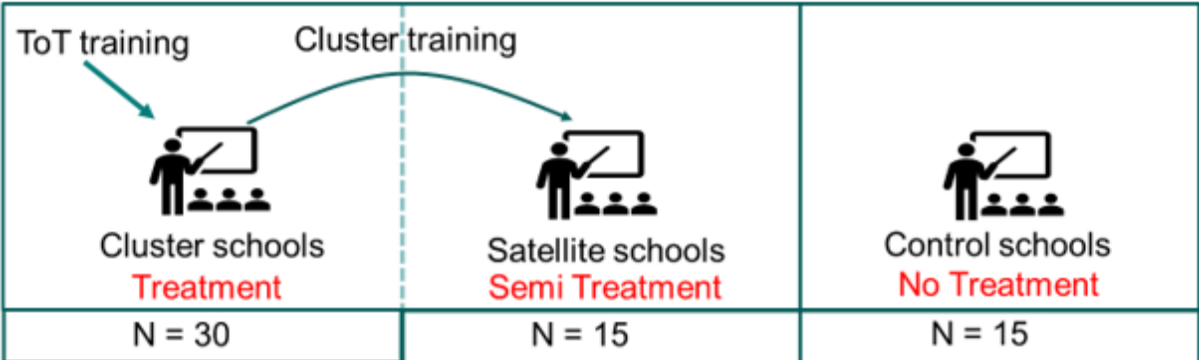 ToT training
Cluster training
Cluster schools
Treatment
Satellite schools
Semi Treatment
Control schools
No Treatment
N = 30
N = 15
N = 15